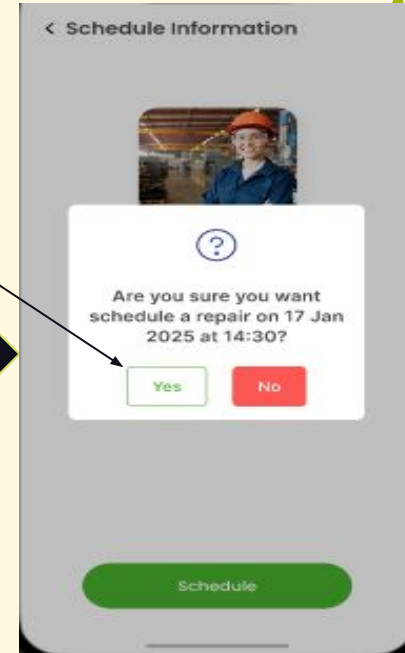 < Schedule Information
Are you sure you want
schedule a repair on 17 Jan
2025 at 14:30?
Yes
No
Schedule